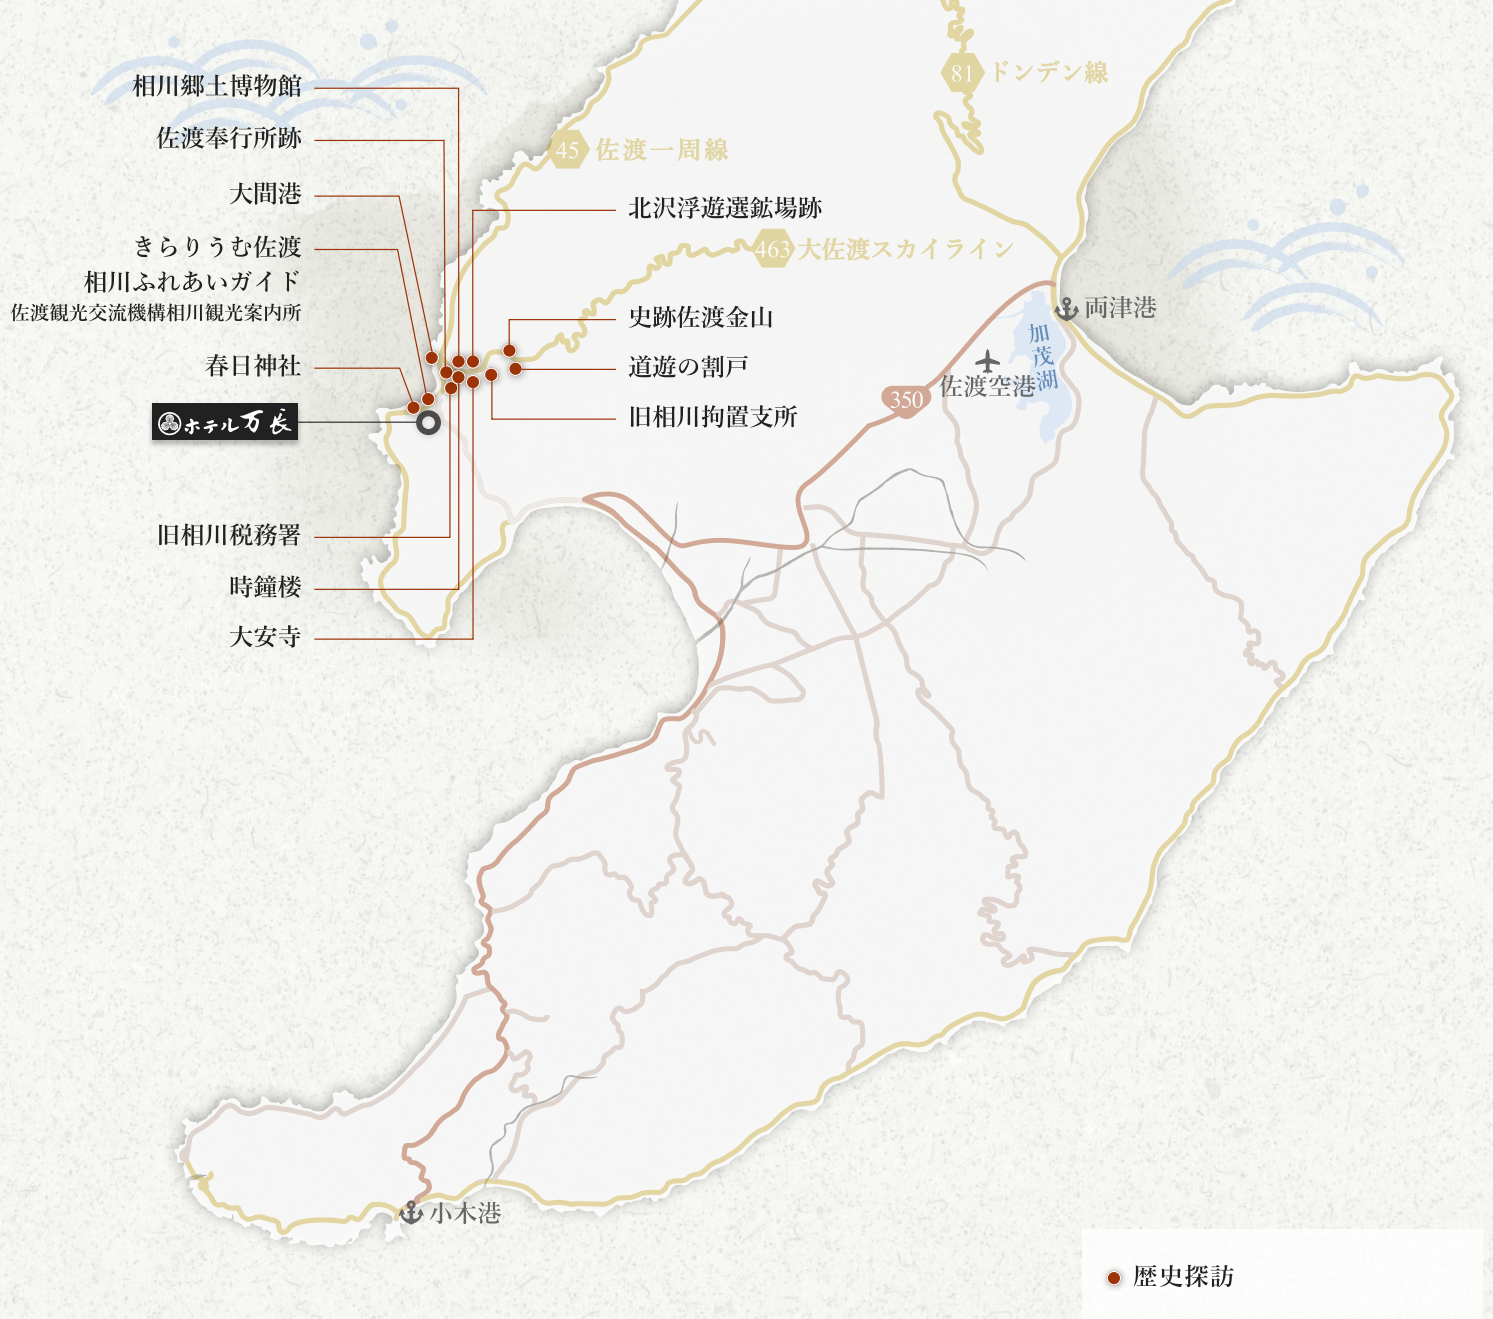 相川郷土博物館
佐渡奉行所跡
大間港
きらりうむ佐渡
相川ふれあいガイド
佐渡観光交流機構相川観光案内所
春日神社
ホテル万長
旧相川税務署
時鐘楼
大安寺
北沢浮遊選鉱場跡
史跡佐渡金山
道遊の割戸
旧相川拘置支所
45 佐渡一周線
81 ドンデン線
463 大佐渡スカイライン
350
両津港
加茂湖
佐渡空港
小木港
歴史探訪